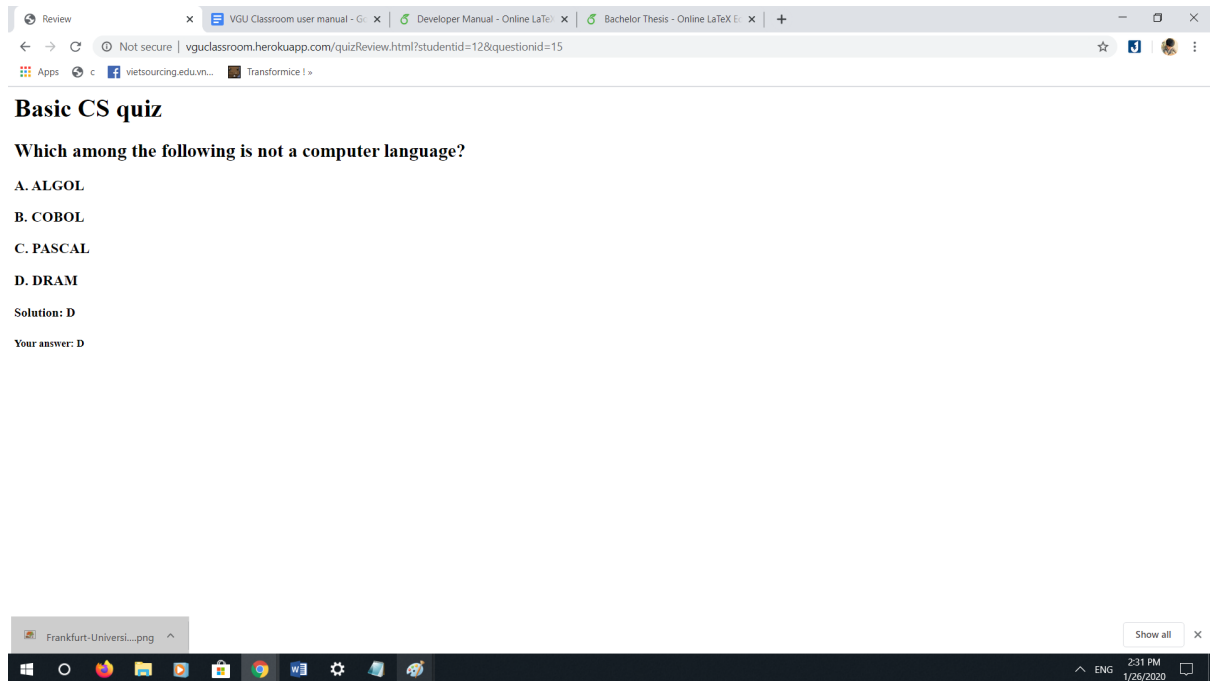 Review
VGU Classroom user manual - Go
Developer Manual - Online LaTeX
Bachelor Thesis - Online LaTeX Ed
Not secure | vguclassroom.herokuapp.com/quizReview.html?studentid=12&questionid=15
Apps c vietsourcing.edu.vn... Transformice ! »
Basic CS quiz
Which among the following is not a computer language?
A. ALGOL
B. COBOL
C. PASCAL
D. DRAM
Solution: D
Your answer: D
Frankfurt-Universi....png
Show all
ENG
2:31 PM
1/26/2020